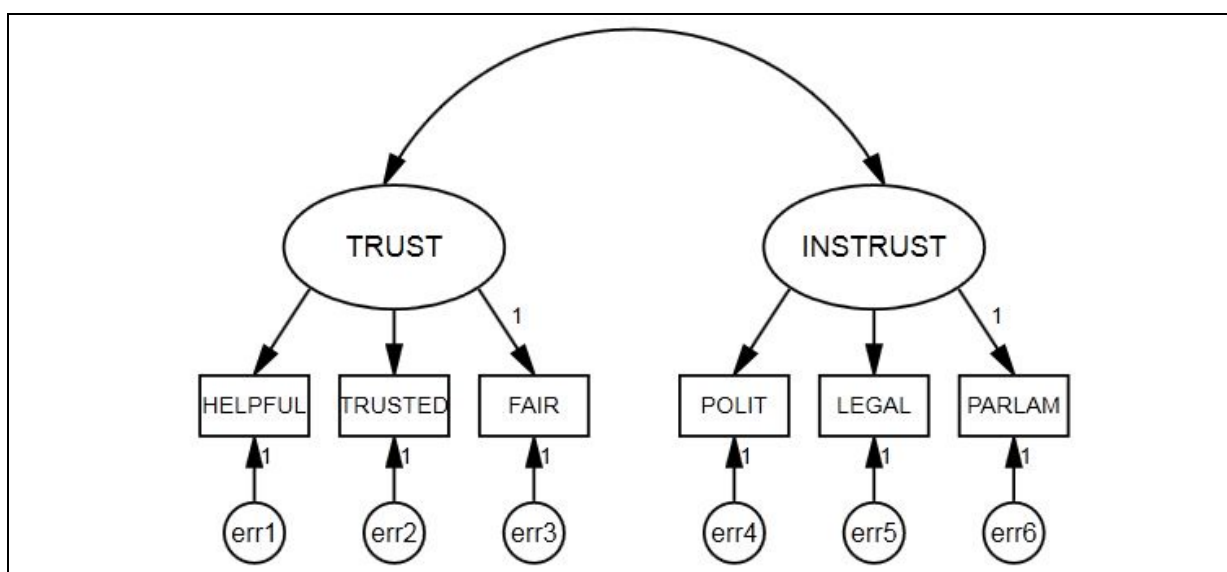 TRUST INSTRUST
1 1
HELPFUL TRUSTED FAIR POLIT LEGAL PARLAM
1 1 1 1 1 1
err1 err2 err3 err4 err5 err6